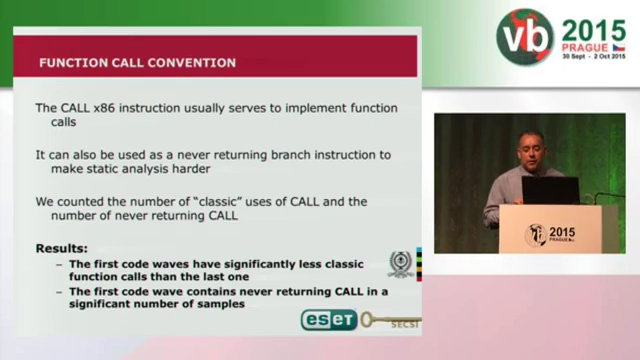 FUNCTION CALL CONVENTION
The CALL x86 instruction usually serves to implement function
calls
It can also be used as a never returning branch instruction to
make static analysis harder
We counted the number of “classic” uses of CALL and the
number of never returning CALL
Results:
– The first code waves have significantly less classic
function calls than the last one
– The first code wave contains never returning CALL in a
significant number of samples
eseT
SECSI
vb
2015
PRAGUE
30 Sept - 2 Oct 2015
2015